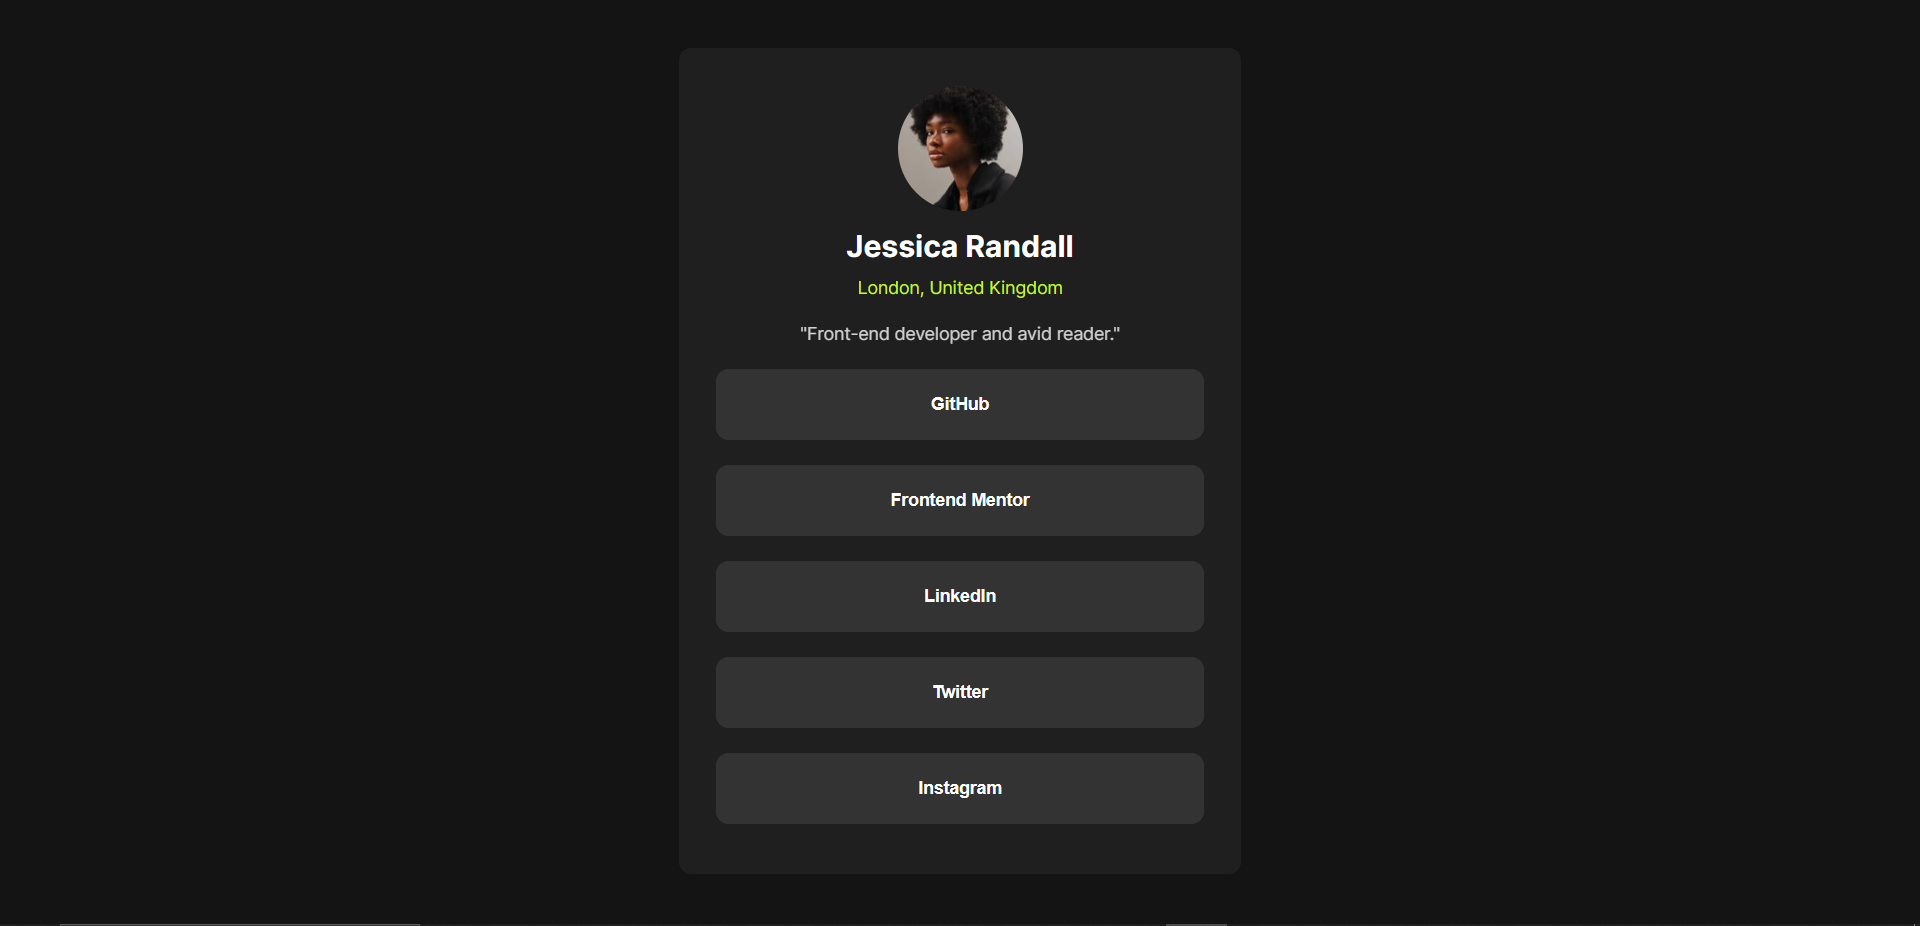 Jessica Randall
London, United Kingdom
"Front-end developer and avid reader."
GitHub
Frontend Mentor
LinkedIn
Twitter
Instagram